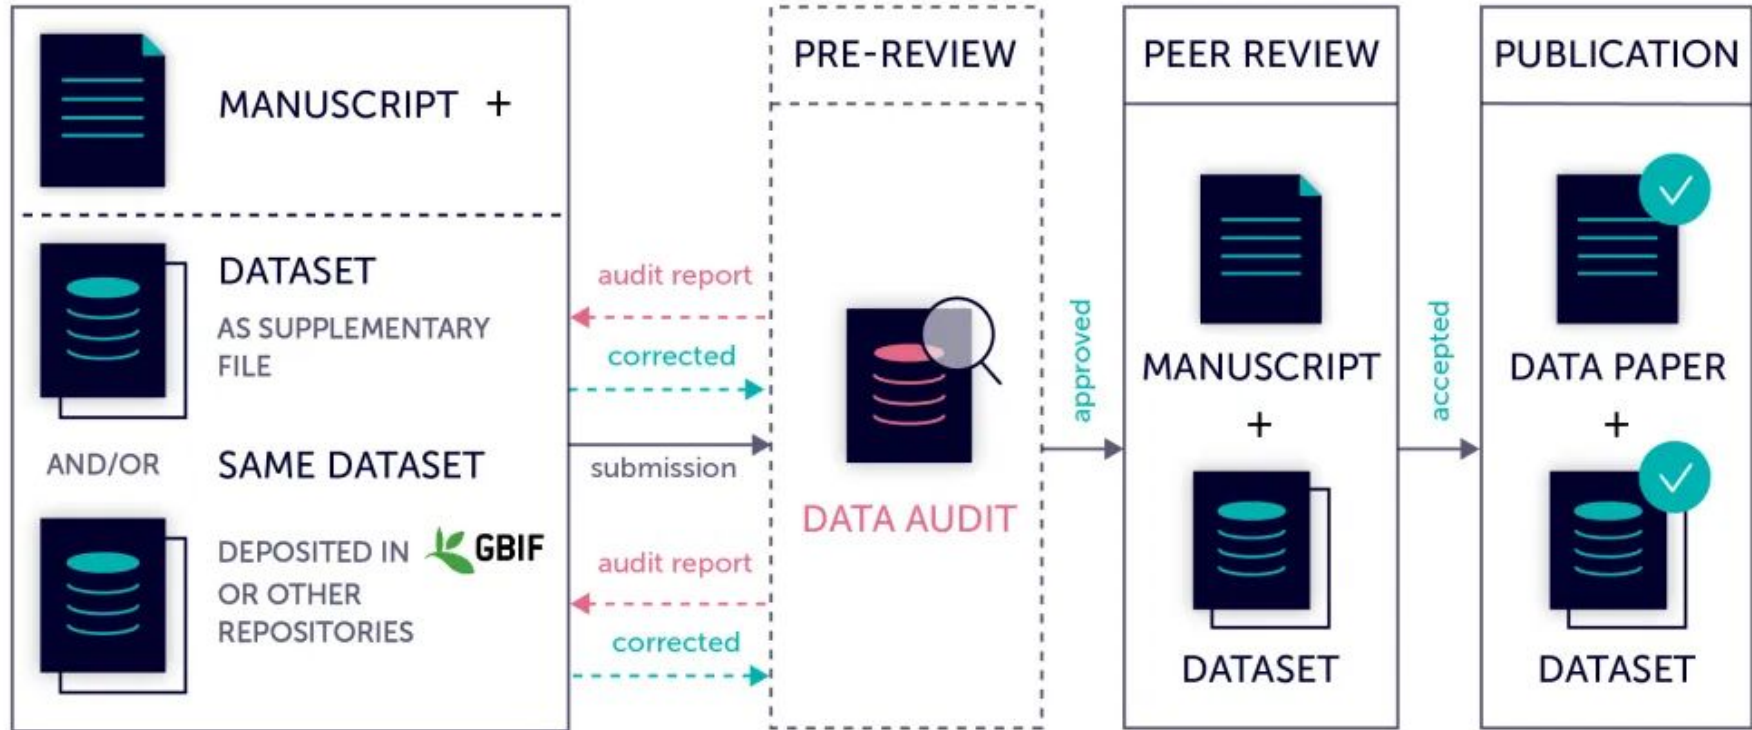 MANUSCRIPT +
DATASET
AS SUPPLEMENTARY
FILE
AND/OR
SAME DATASET
DEPOSITED IN GBIF
OR OTHER
REPOSITORIES
audit report
corrected
submission
audit report
corrected
PRE-REVIEW
DATA AUDIT
approved
PEER REVIEW
MANUSCRIPT
+
DATASET
accepted
PUBLICATION
DATA PAPER
+
DATASET